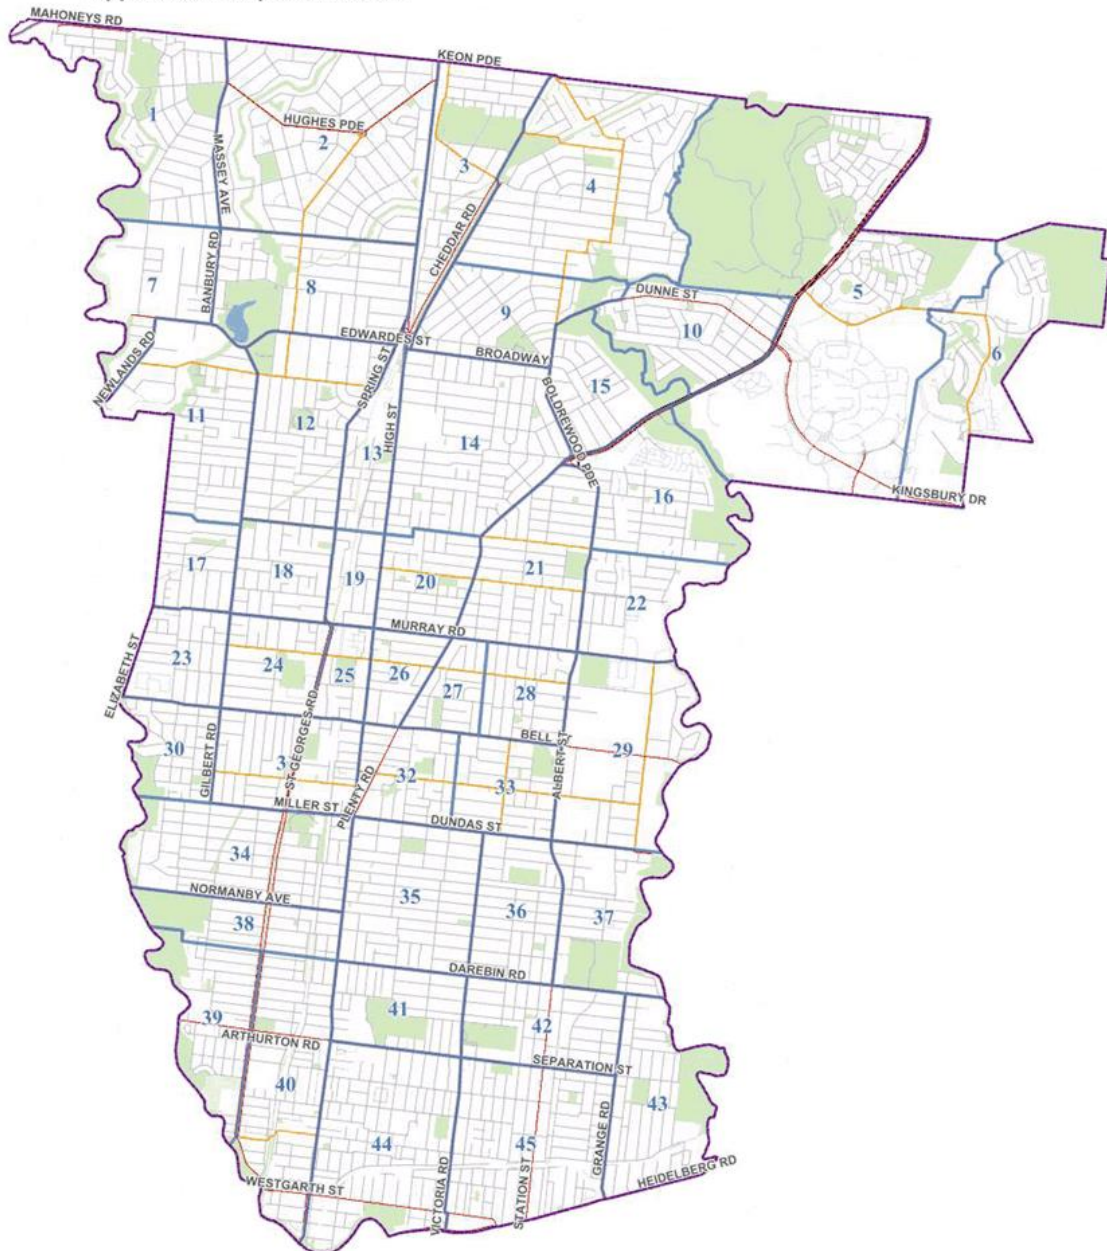 MAHONEYS RD
KEON PDE
1
HUGHES PDE
2
3
4
MASSEY AVE
CHEDDAR RD
BANBURY RD
7
8
9
DUNNE ST
5
10
6
EDWARDES ST
BROADWAY
NEWLANDS RD
SPRING ST
HIGH ST
BOLDREWOOD PDE
15
11
12
13
14
16
KINGSBURY DR
17
18
19
20
21
22
MURRAY RD
ELIZABETH ST
23
24
25
26
27
28
ST GEORGES RD
GILBERT RD
BELL ST
29
30
31
32
33
PLENTY RD
ALBERT ST
MILLER ST
DUNDAS ST
34
35
36
37
NORMANBY AVE
38
DAREBIN RD
39
41
42
ARTHURTON RD
SEPARATION ST
40
43
GRANGE RD
44
45
VICTORIA RD
STATION ST
HEIDELBERG RD
WESTGARTH ST